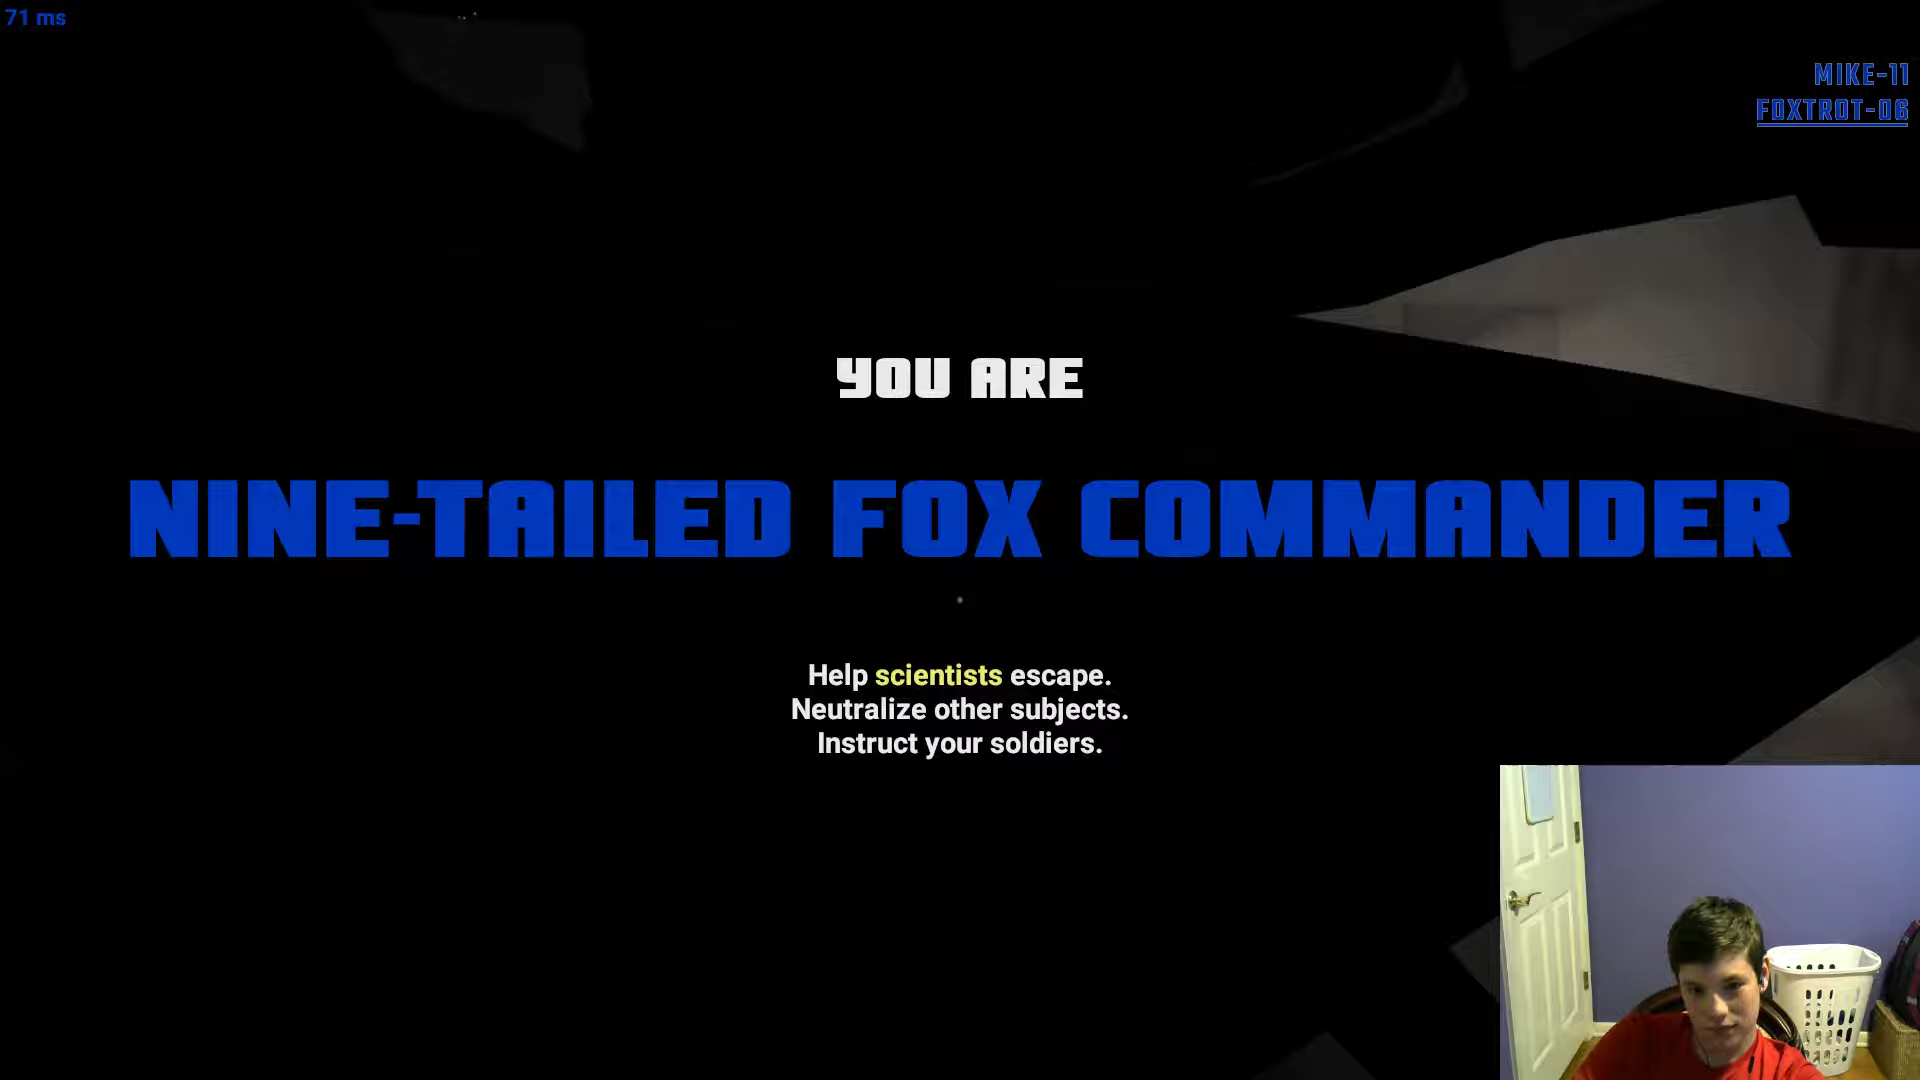 71 ms
MIKE-11
FOXTROT-06
YOU ARE
NINE-TAILED FOX COMMANDER
Help scientists escape.
Neutralize other subjects.
Instruct your soldiers.